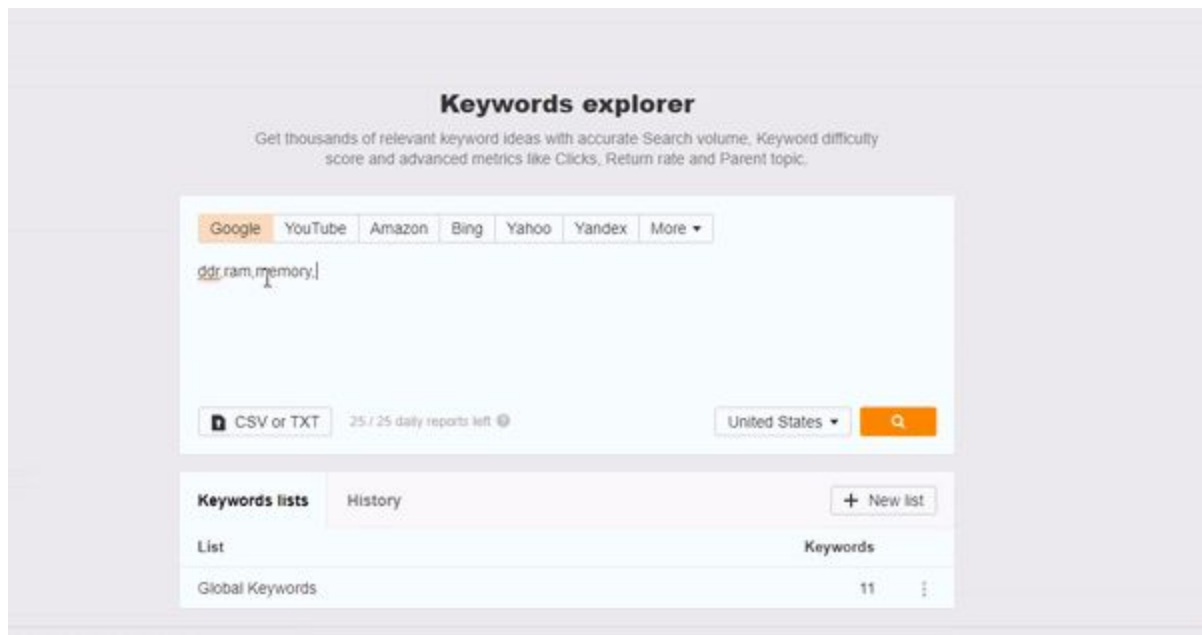 Keywords explorer
Get thousands of relevant keyword ideas with accurate Search volume, Keyword difficulty
score and advanced metrics like Clicks, Return rate and Parent topic.
Google YouTube Amazon Bing Yahoo Yandex More
ddr,ram,memory,
CSV or TXT 25 / 25 daily reports left United States
Keywords lists History + New list
List Keywords
Global Keywords 11